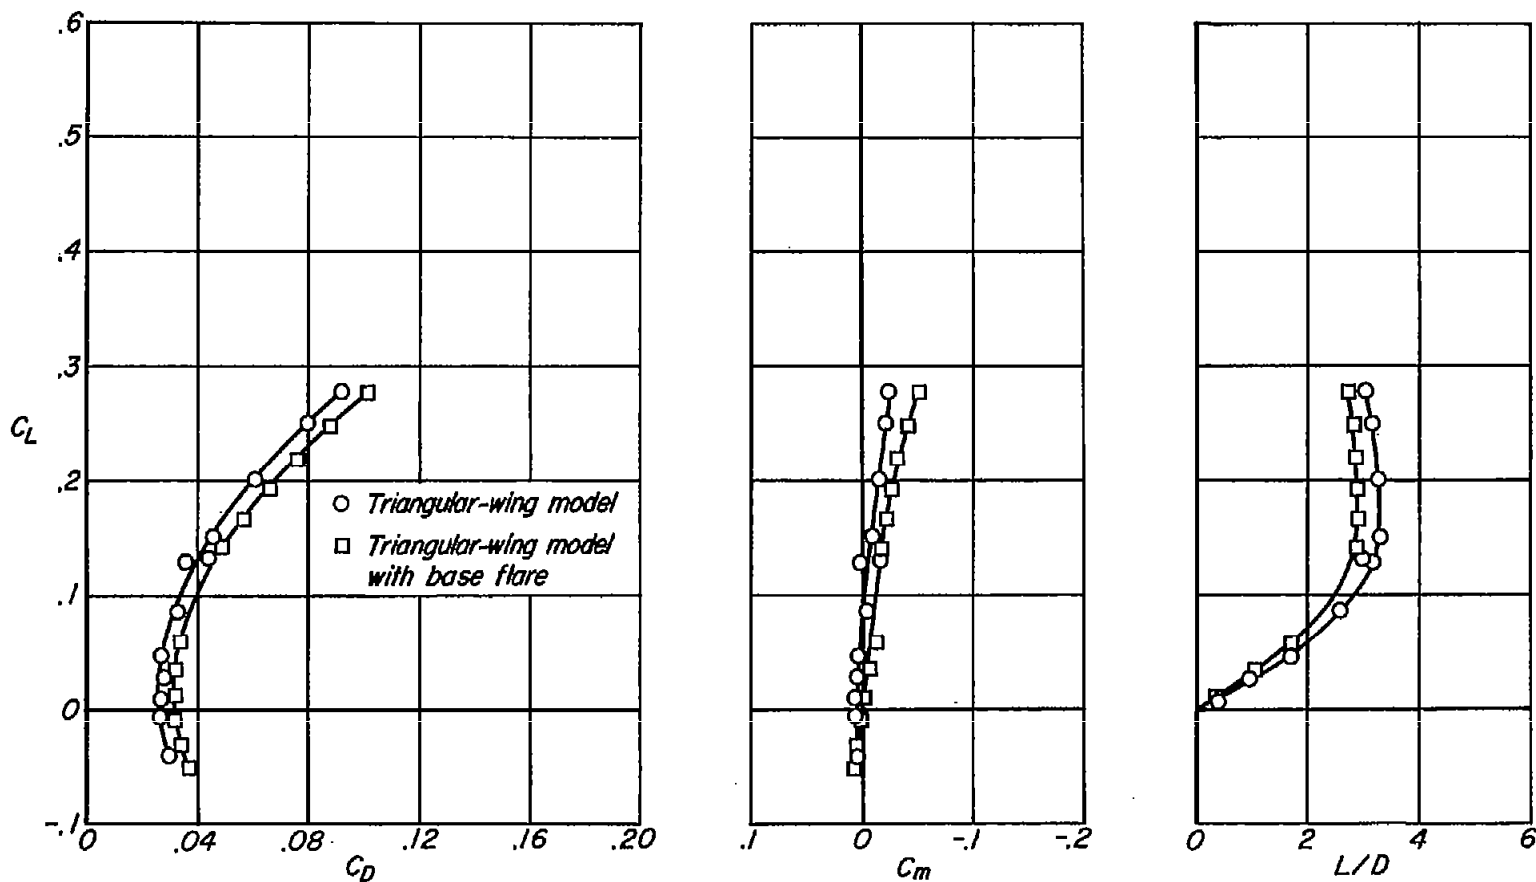 .6
.5
.4
.3
C_L
.2
.1
0
-.1
○ Triangular-wing model
□ Triangular-wing model
with base flare
0 .04 .08 .12 .16 .20
C_D
.1 0 -.1 -.2
C_m
0 2 4 6
L/D